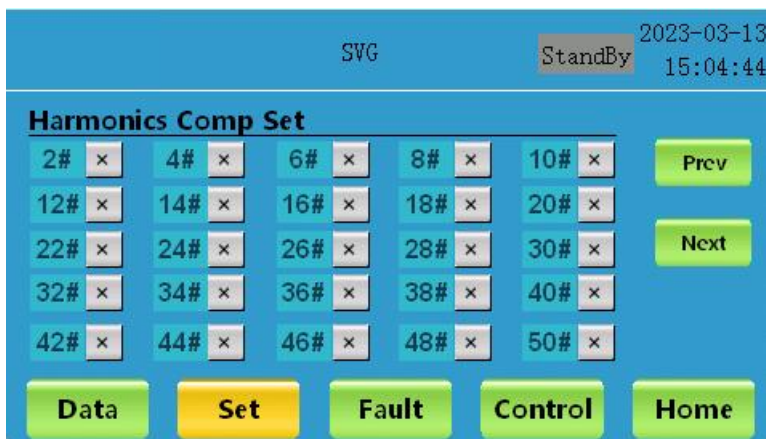 SVG StandBy 2023-03-13
15:04:44
Harmonics Comp Set
2# × 4# × 6# × 8# × 10# × Prev
12# × 14# × 16# × 18# × 20# ×
22# × 24# × 26# × 28# × 30# × Next
32# × 34# × 36# × 38# × 40# ×
42# × 44# × 46# × 48# × 50# ×
Data Set Fault Control Home